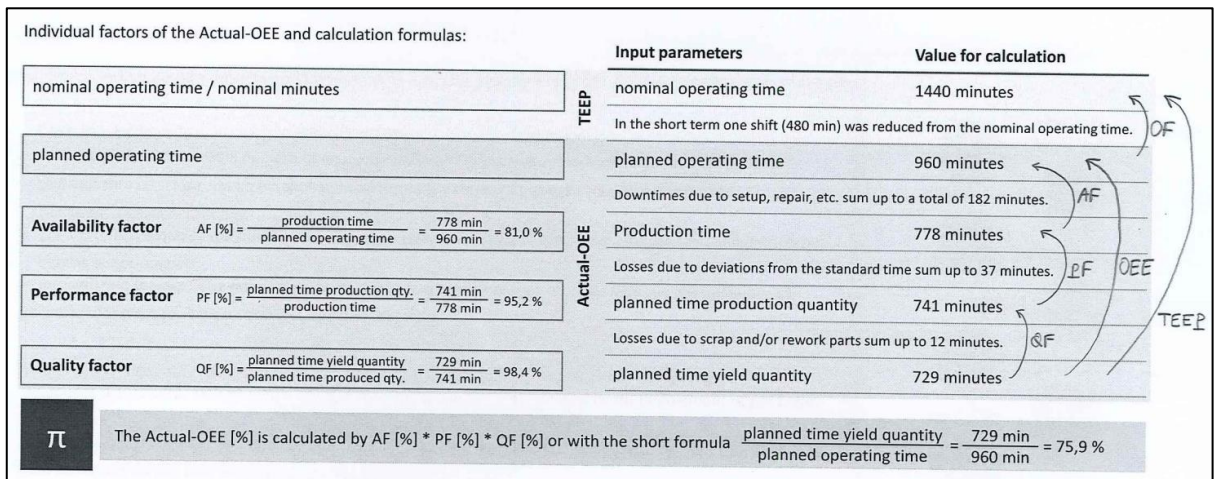 Individual factors of the Actual-OEE and calculation formulas:
nominal operating time / nominal minutes
planned operating time
Availability factor AF [%] = production time / planned operating time = 778 min / 960 min = 81,0 %
Performance factor PF [%] = planned time production qty. / production time = 741 min / 778 min = 95,2 %
Quality factor QF [%] = planned time yield quantity / planned time produced qty. = 729 min / 741 min = 98,4 %
TEEP
Actual-OEE
Input parameters Value for calculation
nominal operating time 1440 minutes
In the short term one shift (480 min) was reduced from the nominal operating time.
planned operating time 960 minutes
Downtimes due to setup, repair, etc. sum up to a total of 182 minutes.
Production time 778 minutes
Losses due to deviations from the standard time sum up to 37 minutes.
planned time production quantity 741 minutes
Losses due to scrap and/or rework parts sum up to 12 minutes.
planned time yield quantity 729 minutes
OF
AF
PF
OEE
QF
TEEP
π
The Actual-OEE [%] is calculated by AF [%] * PF [%] * QF [%] or with the short formula planned time yield quantity / planned operating time = 729 min / 960 min = 75,9 %